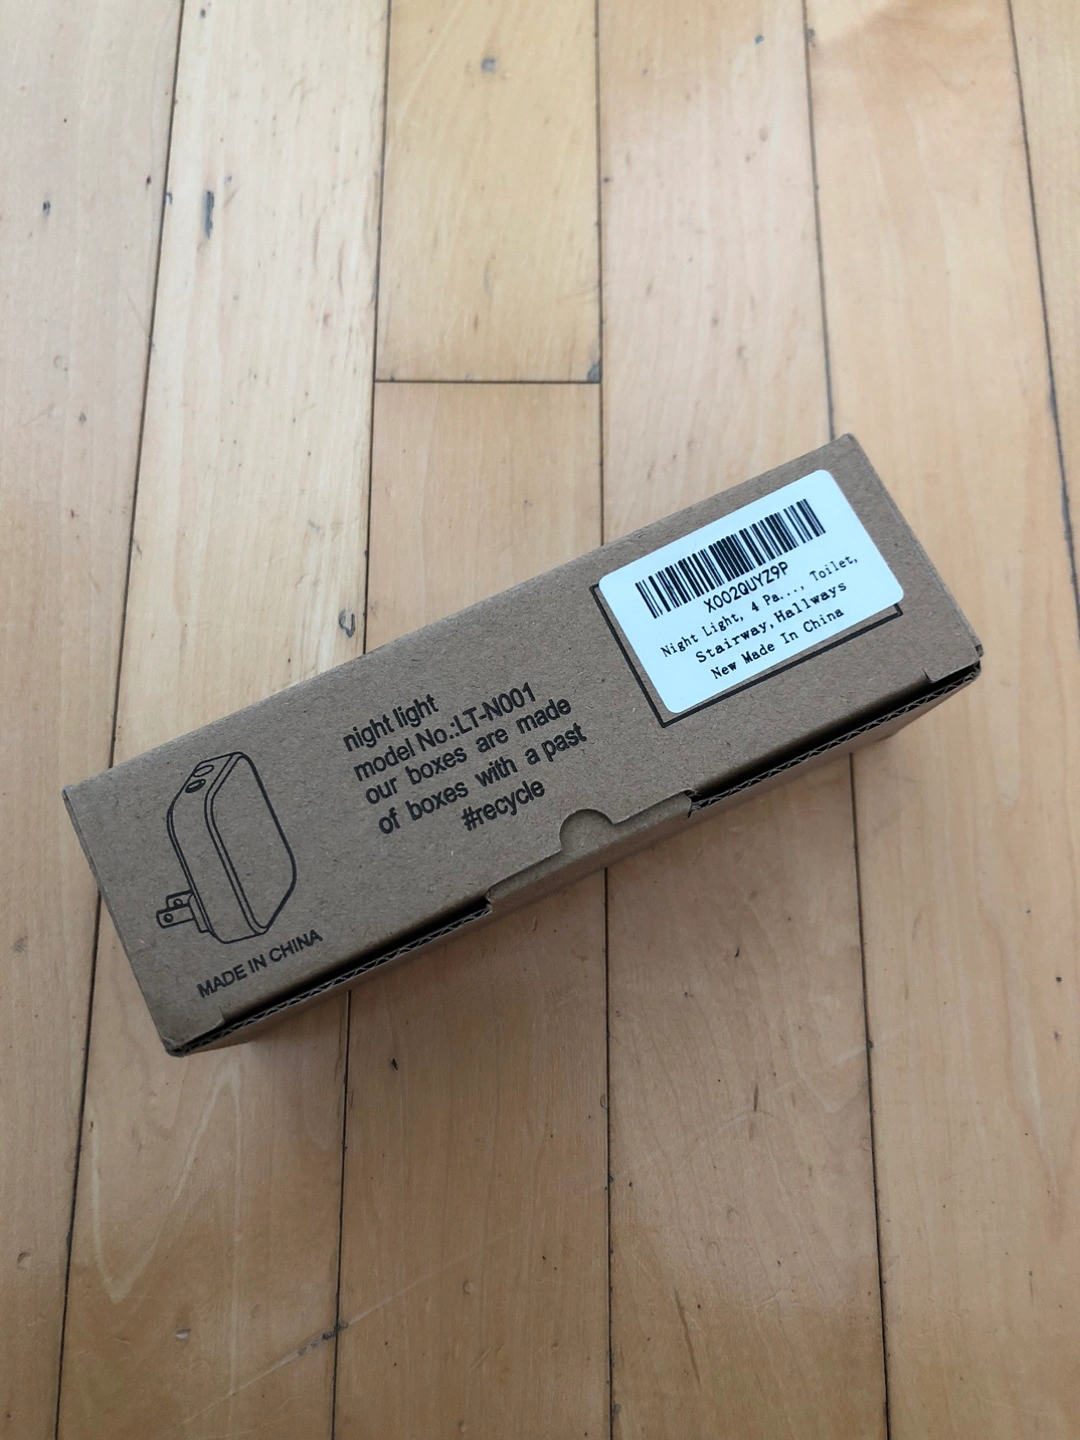 night light
model No.:LT-N001
our boxes are made
of boxes with a past
#recycle
MADE IN CHINA
X002QUYZ9P
Night Light, 4 Pa..., Toilet,
Stairway, Hallways
New Made In China